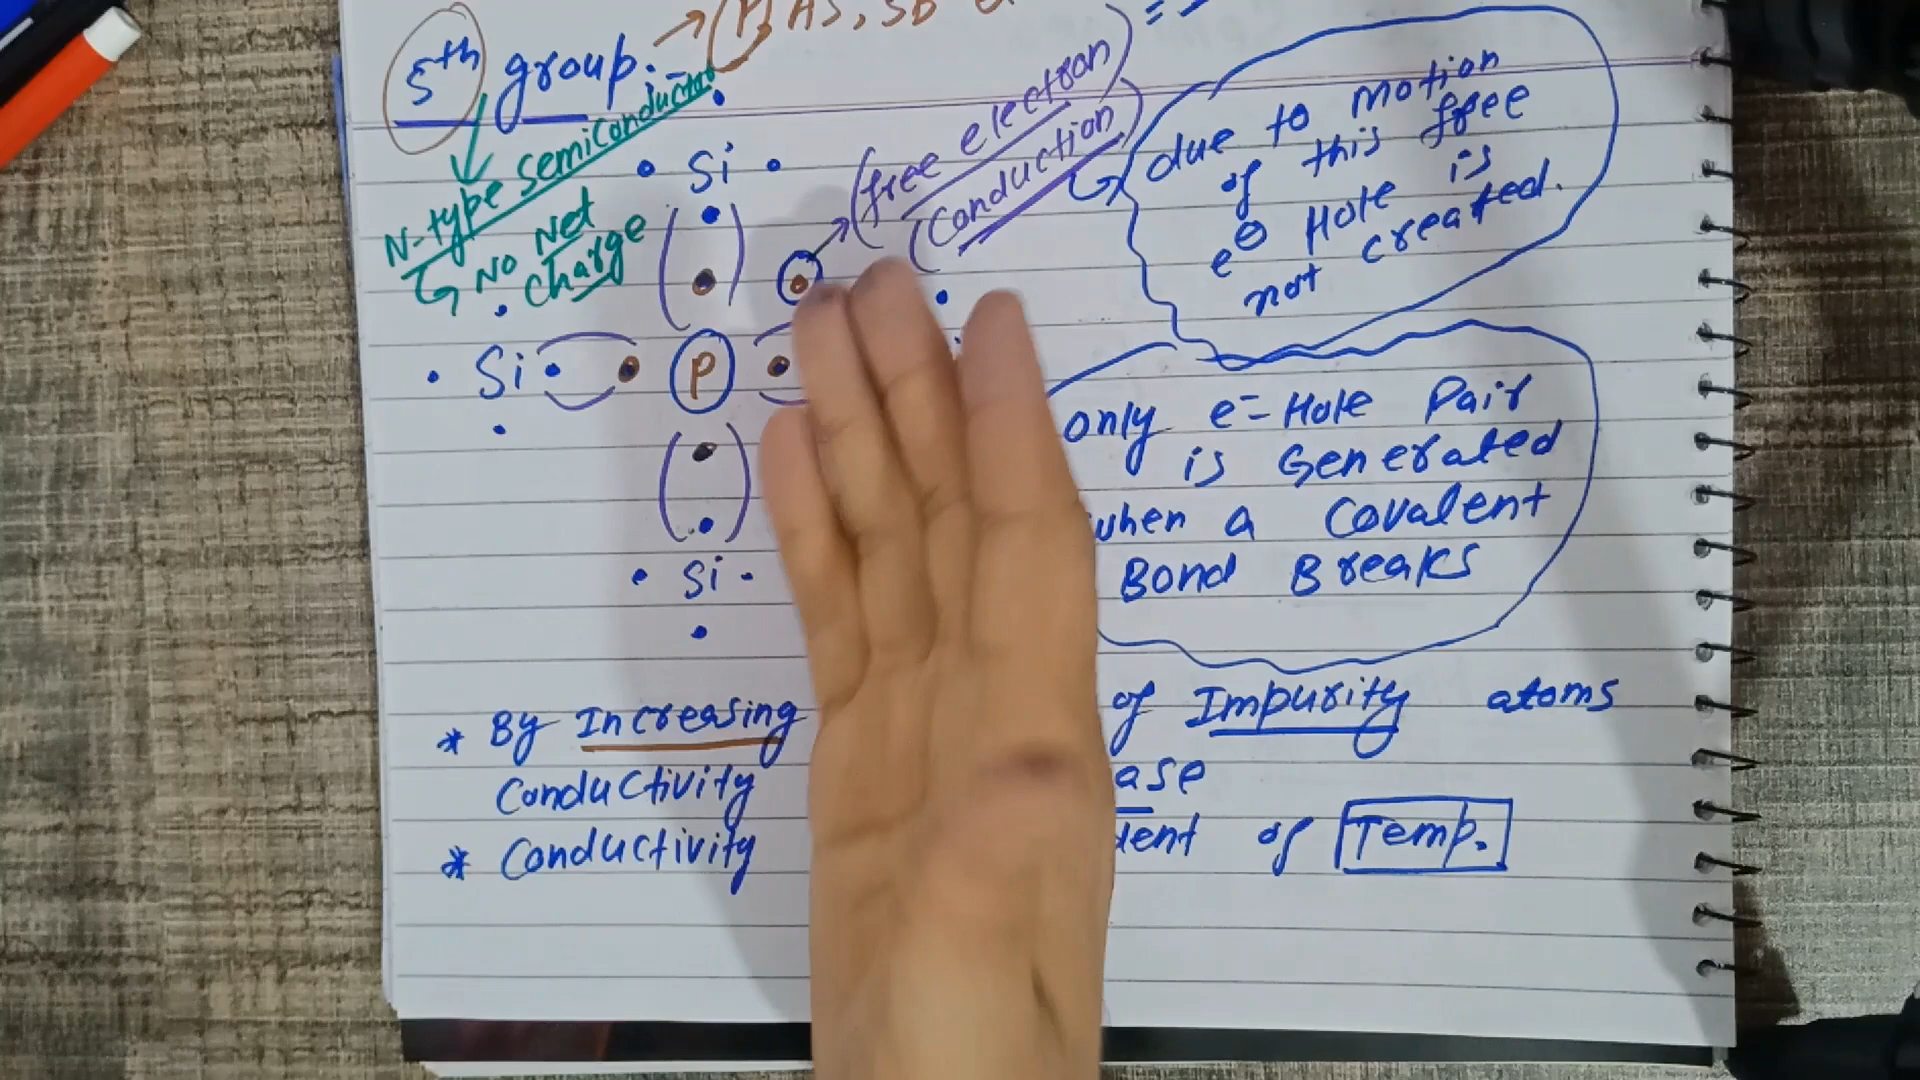 5th group. → P, As, Sb
N-type semiconductor
No Net
charge
(free electron)
(Conduction)
due to motion
of this free
e⊖ Hole is
not created.
• Si •
Si P
• Si •
only e- Hole Pair
is Generated
when a Covalent
Bond Breaks
* By Increasing of Impurity atoms
Conductivity
* Conductivity of Temp.